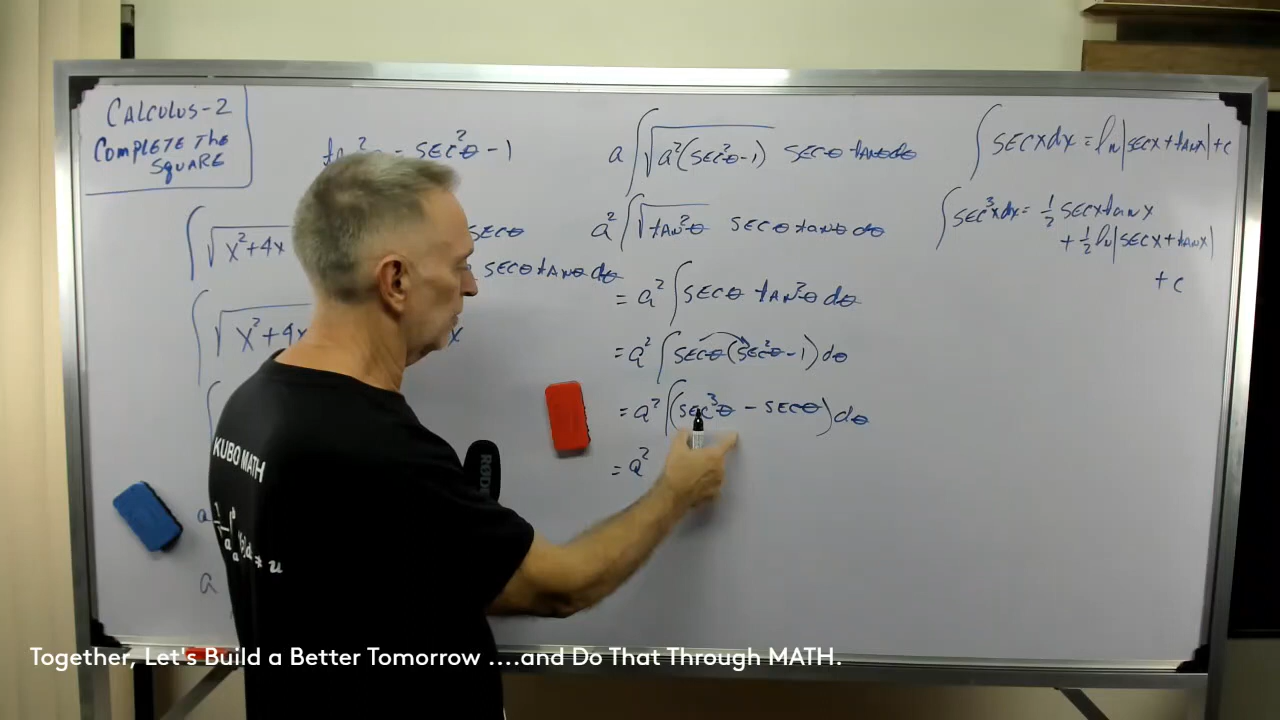 CALCULUS-2
COMPLETE THE
SQUARE
- SEC²θ - 1
∫ √X²+4X
SECθ
SECθ TANθ dθ
∫ √X²+4X
X
a
a
a ∫ √a²(SEC²θ-1) SECθ TANθ dθ
a² ∫ √TAN²θ SECθ TANθ dθ
= a² ∫ SECθ TAN²θ dθ
= a² ∫ SECθ (SEC²θ - 1) dθ
= a² ∫ (SEC³θ - SECθ) dθ
= a²
∫ SECX dX = ln|SECX + TANX| + C
∫ SEC³X dX = ½ SECX TAN X
+ ½ ln|SECX + TANX|
+ C
KUBO MATH
RODE
Together, Let's Build a Better Tomorrow ....and Do That Through MATH.